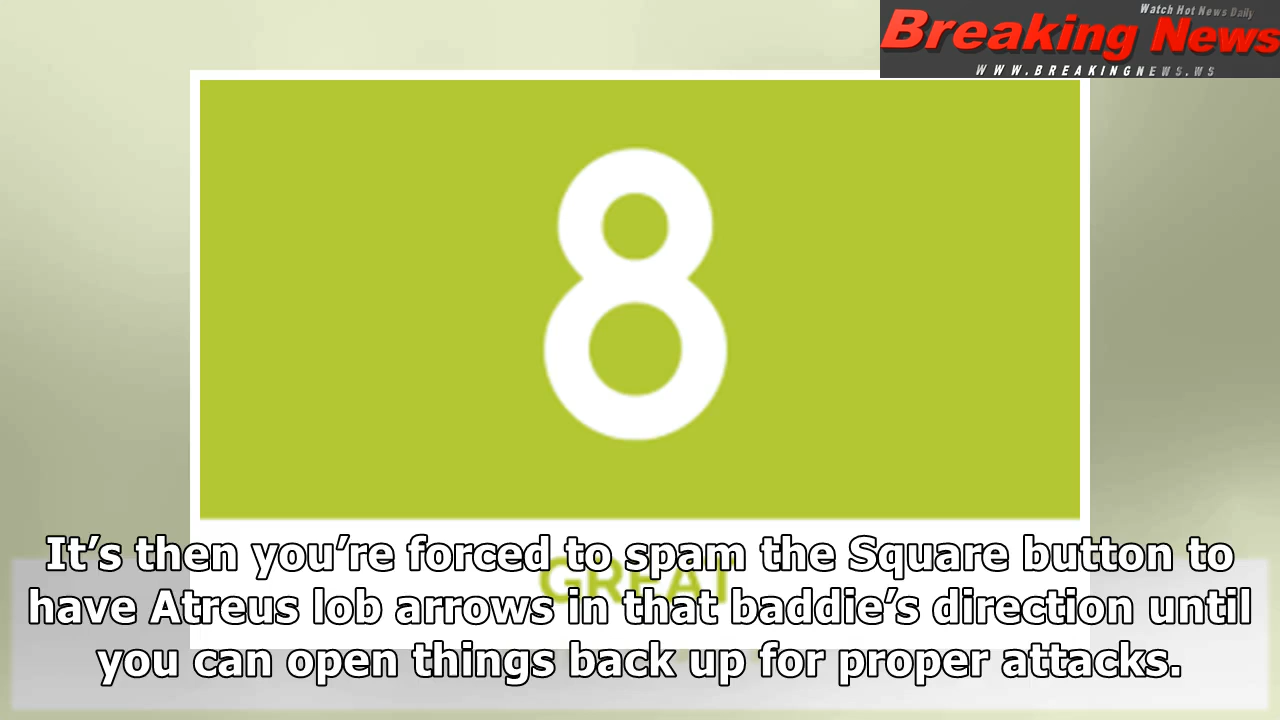 Watch Hot News Daily
Breaking News
WWW.BREAKINGNEWS.WS
8
GREAT
It’s then you’re forced to spam the Square button to
have Atreus lob arrows in that baddie’s direction until
you can open things back up for proper attacks.